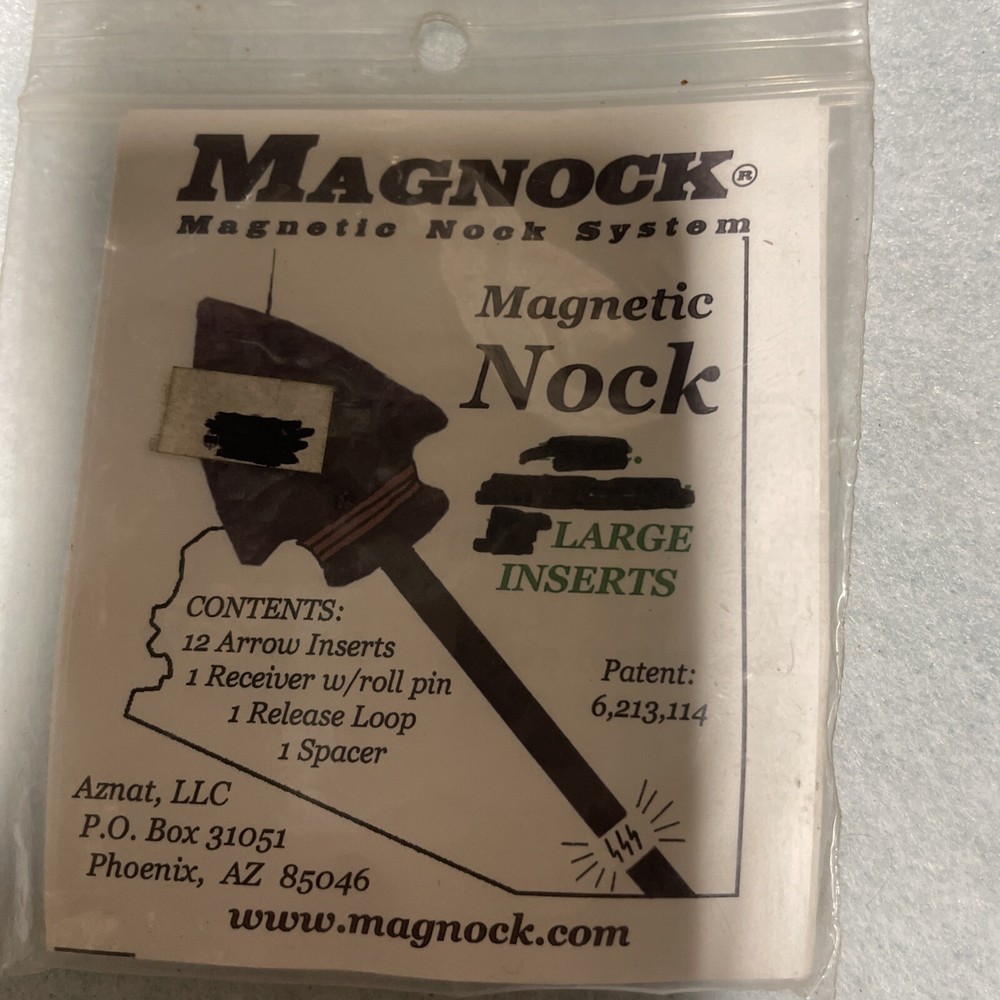 MAGNOCK®
Magnetic Nock System
Magnetic
Nock
LARGE
INSERTS
CONTENTS:
12 Arrow Inserts
1 Receiver w/roll pin
1 Release Loop
1 Spacer
Patent:
6,213,114
Aznat, LLC
P.O. Box 31051
Phoenix, AZ 85046
www.magnock.com